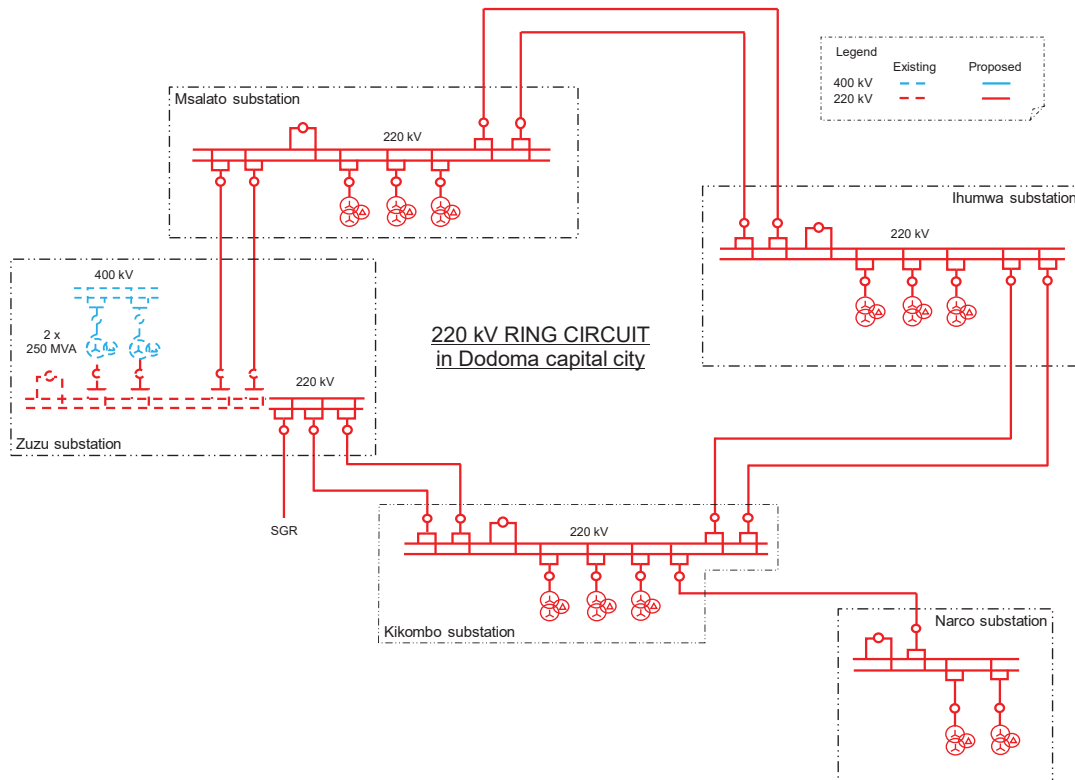 Legend
Existing Proposed
400 kV
220 kV
Msalato substation
220 kV
Ihumwa substation
220 kV
400 kV
2 x
250 MVA
220 kV
Zuzu substation
220 kV RING CIRCUIT
in Dodoma capital city
SGR
220 kV
Kikombo substation
Narco substation